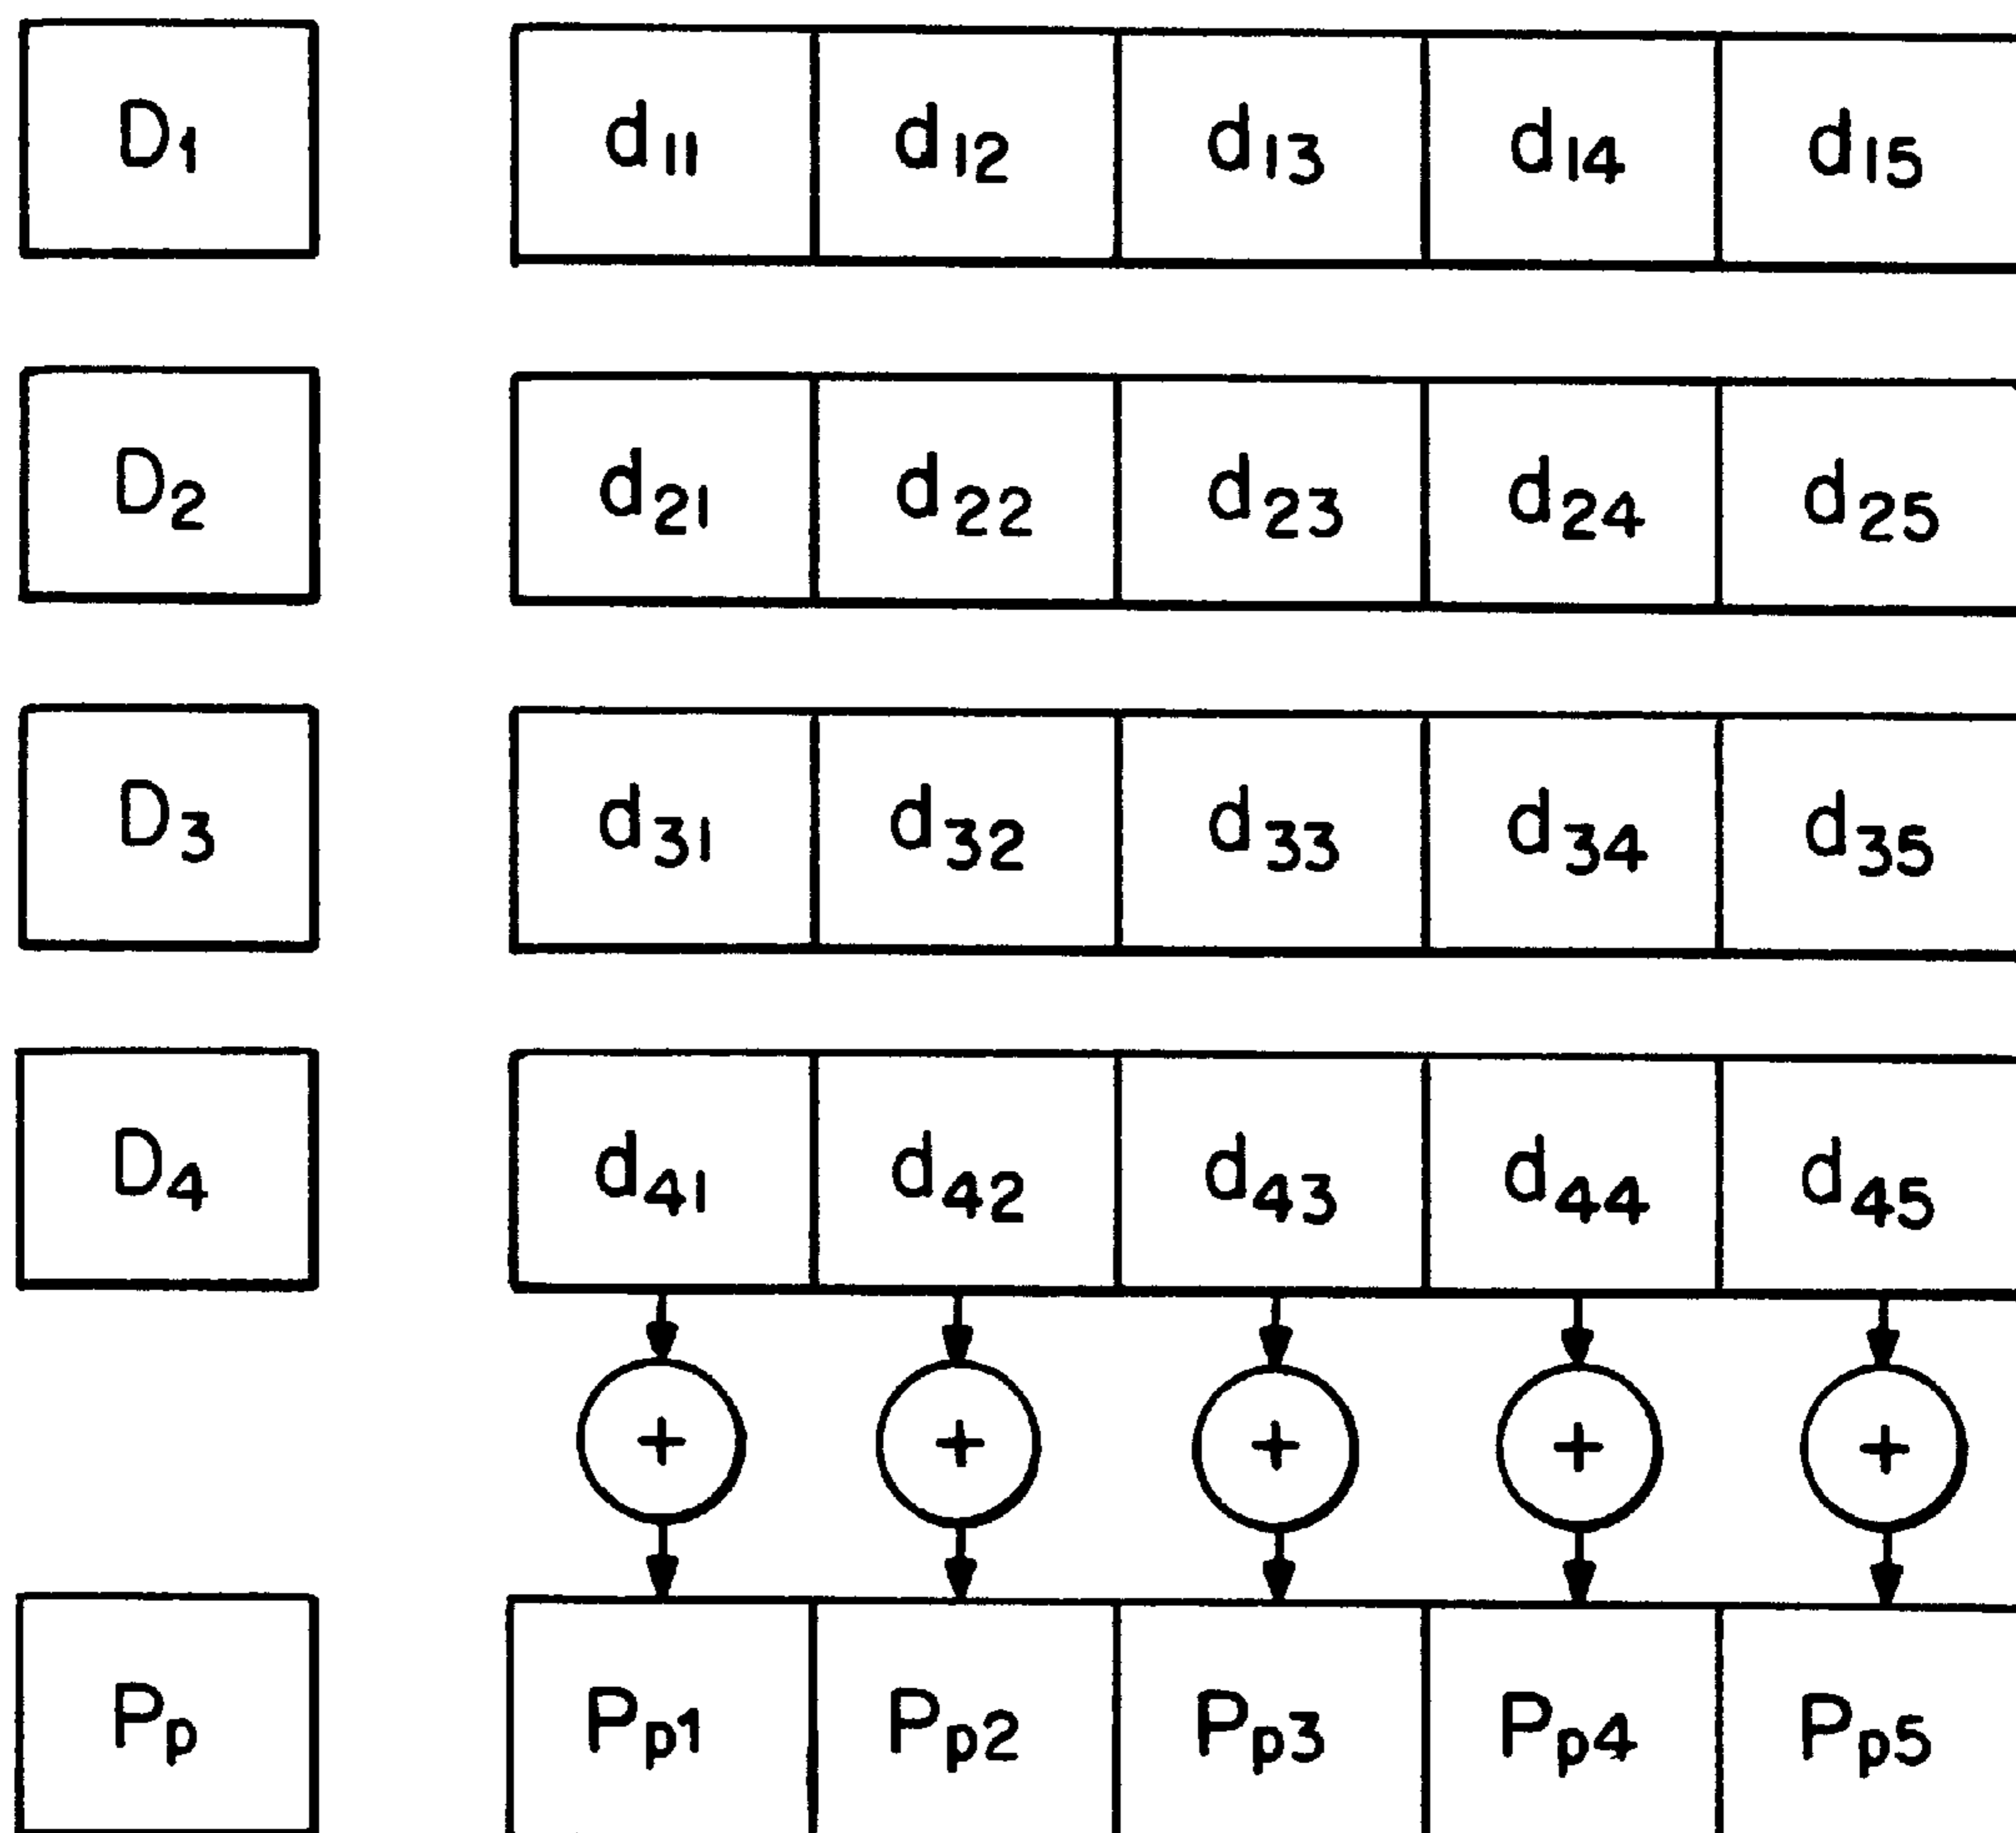 D₁ d₁₁ d₁₂ d₁₃ d₁₄ d₁₅
D₂ d₂₁ d₂₂ d₂₃ d₂₄ d₂₅
D₃ d₃₁ d₃₂ d₃₃ d₃₄ d₃₅
D₄ d₄₁ d₄₂ d₄₃ d₄₄ d₄₅
+ + + + +
Pₚ Pₚ₁ Pₚ₂ Pₚ₃ Pₚ₄ Pₚ₅